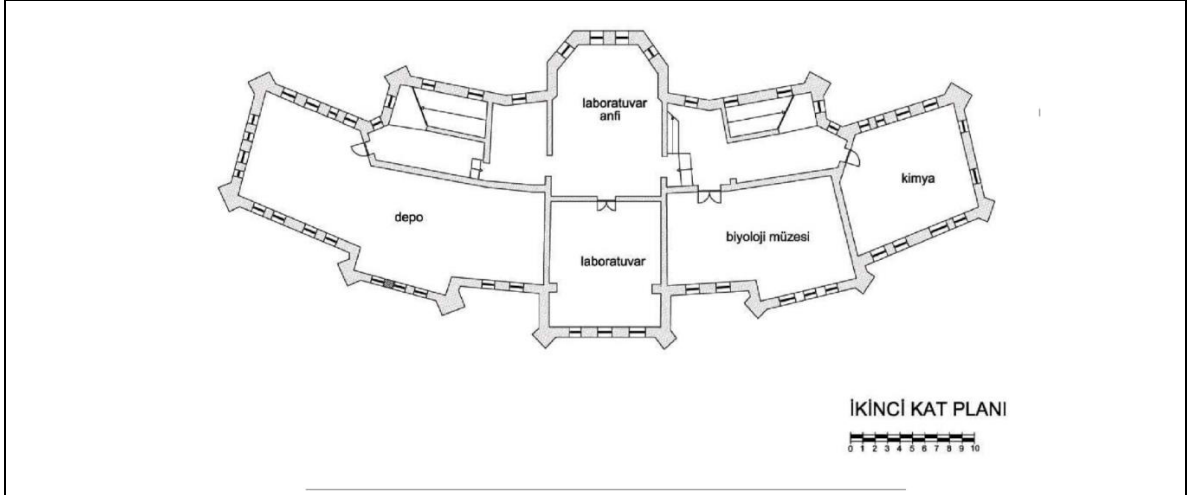 laboratuvar
anfi
kimya
depo
biyoloji müzesi
laboratuvar
İKİNCİ KAT PLANI
0 1 2 3 4 5 6 7 8 9 10